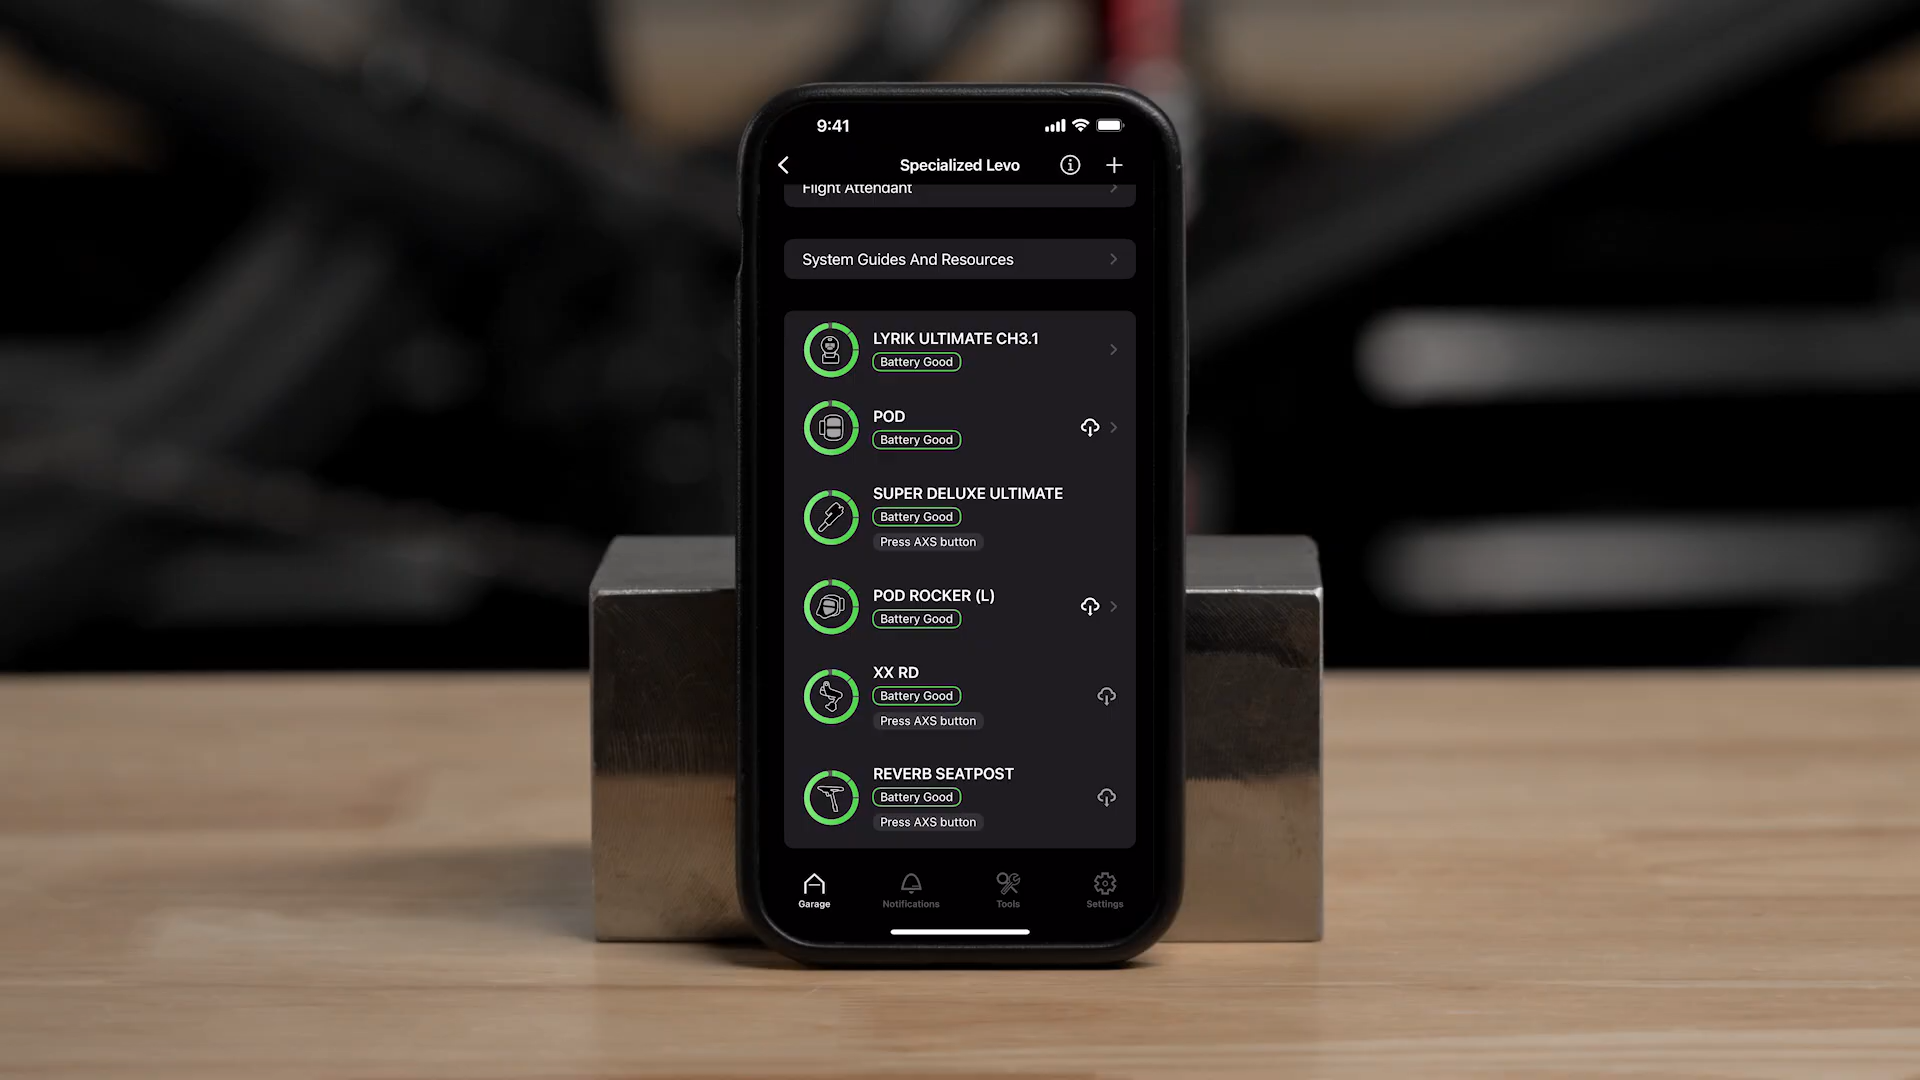 9:41
Specialized Levo
Flight Attendant
System Guides And Resources
LYRIK ULTIMATE CH3.1
Battery Good
POD
Battery Good
SUPER DELUXE ULTIMATE
Battery Good
Press AXS button
POD ROCKER (L)
Battery Good
XX RD
Battery Good
Press AXS button
REVERB SEATPOST
Battery Good
Press AXS button
Garage
Notifications
Tools
Settings